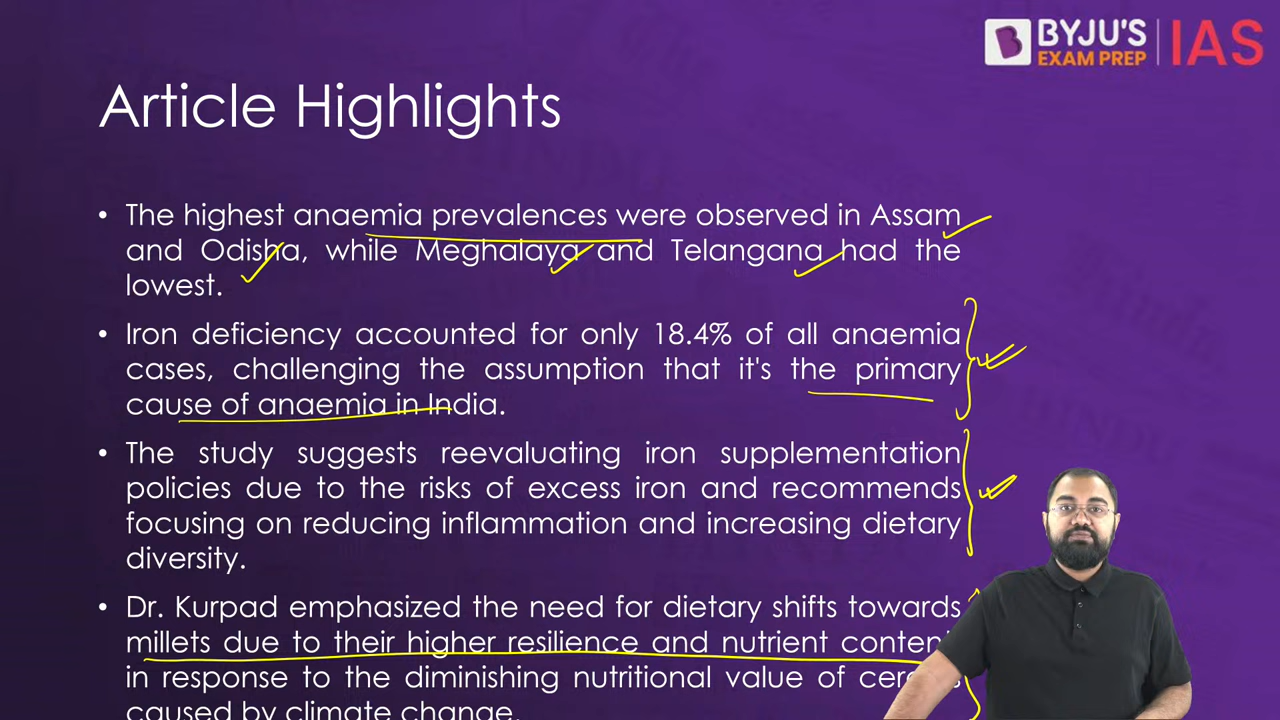 BYJU'S
EXAM PREP
IAS
Article Highlights
• The highest anaemia prevalences were observed in Assam
and Odisha, while Meghalaya and Telangana had the
lowest.
• Iron deficiency accounted for only 18.4% of all anaemia
cases, challenging the assumption that it's the primary
cause of anaemia in India.
• The study suggests reevaluating iron supplementation
policies due to the risks of excess iron and recommends
focusing on reducing inflammation and increasing dietary
diversity.
• Dr. Kurpad emphasized the need for dietary shifts towards
millets due to their higher resilience and nutrient content
in response to the diminishing nutritional value of cereals
caused by climate change.